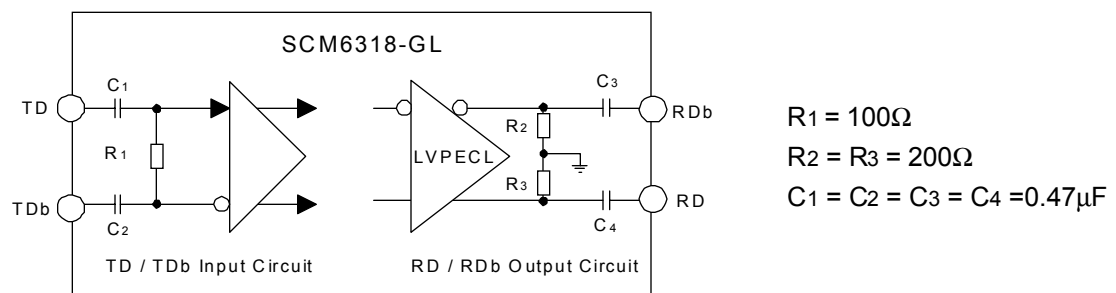 SCM6318-GL
C1
C3
TD
RDb
R1
R2
LVPECL
R3
TDb
RD
C2
C4
TD / TDb Input Circuit
RD / RDb Output Circuit
R1 = 100Ω
R2 = R3 = 200Ω
C1 = C2 = C3 = C4 =0.47μF